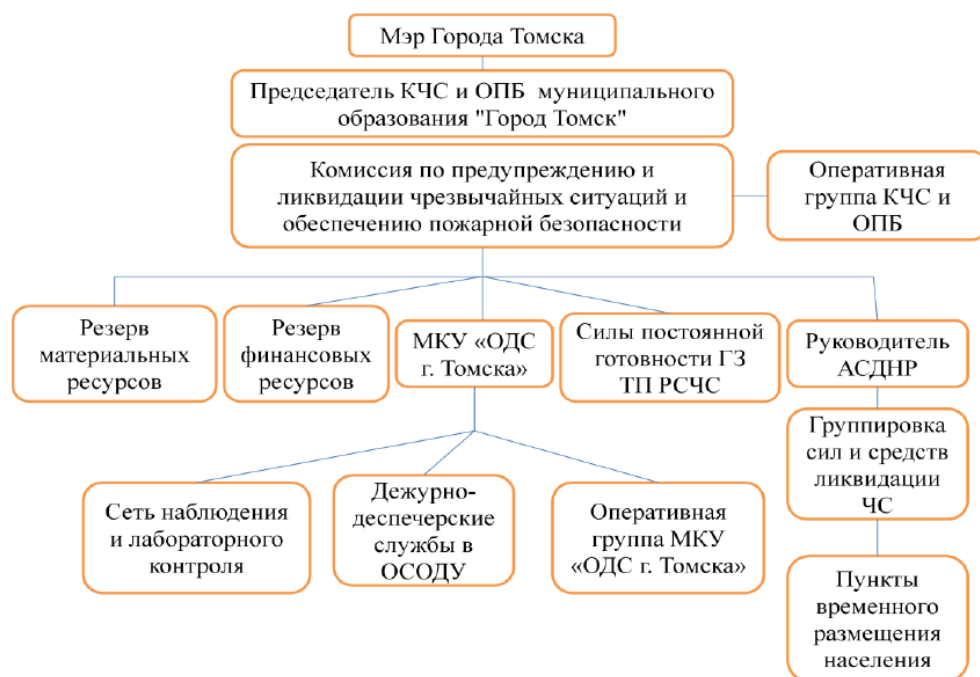 Мэр Города Томска
Председатель КЧС и ОПБ муниципального
образования "Город Томск"
Комиссия по предупреждению и
ликвидации чрезвычайных ситуаций и
обеспечению пожарной безопасности
Оперативная
группа КЧС и
ОПБ
Резерв
материальных
ресурсов
Резерв
финансовых
ресурсов
МКУ «ОДС
г. Томска»
Силы постоянной
готовности ГЗ
ТП РСЧС
Руководитель
АСДНР
Группировка
сил и средств
ликвидации
ЧС
Сеть наблюдения
и лабораторного
контроля
Дежурно-
деспечерские
службы в
ОСОДУ
Оперативная
группа МКУ
«ОДС г. Томска»
Пункты
временного
размещения
населения